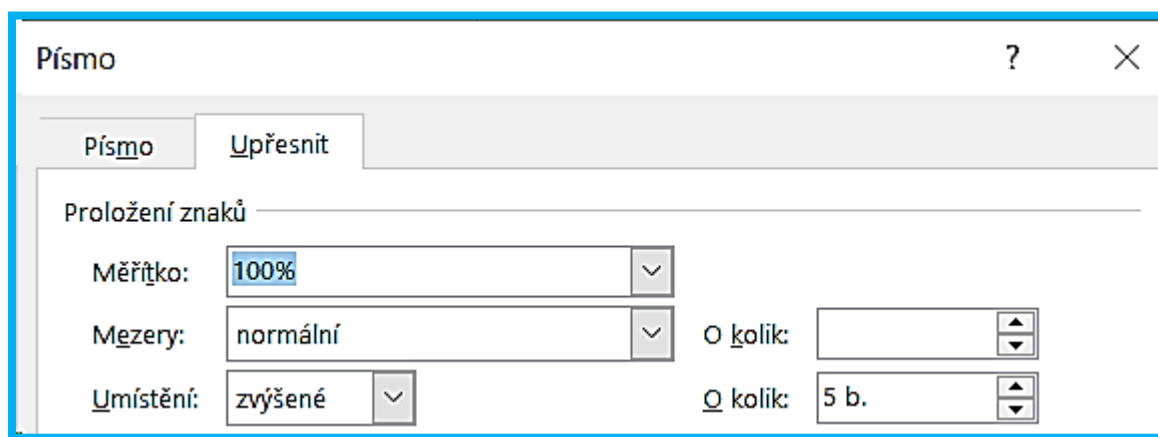 Písmo ?
Písmo Upřesnit
Proložení znaků
Měřítko: 100%
Mezery: normální O kolik:
Umístění: zvýšené O kolik: 5 b.